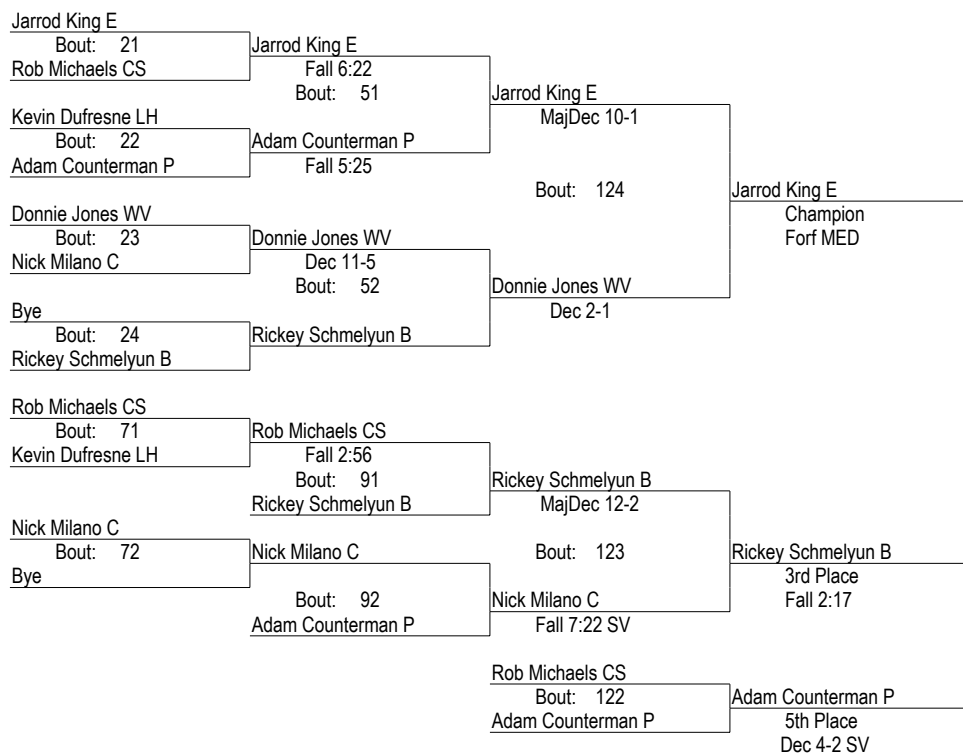 Jarrod King E
Bout: 21
Rob Michaels CS
Jarrod King E
Fall 6:22
Bout: 51
Kevin Dufresne LH
Bout: 22
Adam Counterman P
Adam Counterman P
Fall 5:25
Jarrod King E
MajDec 10-1
Bout: 124
Donnie Jones WV
Bout: 23
Nick Milano C
Donnie Jones WV
Dec 11-5
Bout: 52
Bye
Bout: 24
Rickey Schmelyun B
Rickey Schmelyun B
Donnie Jones WV
Dec 2-1
Jarrod King E
Champion
Forf MED
Rob Michaels CS
Bout: 71
Kevin Dufresne LH
Rob Michaels CS
Fall 2:56
Bout: 91
Rickey Schmelyun B
Nick Milano C
Bout: 72
Bye
Nick Milano C
Bout: 92
Adam Counterman P
Rickey Schmelyun B
MajDec 12-2
Bout: 123
Nick Milano C
Fall 7:22 SV
Rickey Schmelyun B
3rd Place
Fall 2:17
Rob Michaels CS
Bout: 122
Adam Counterman P
Adam Counterman P
5th Place
Dec 4-2 SV